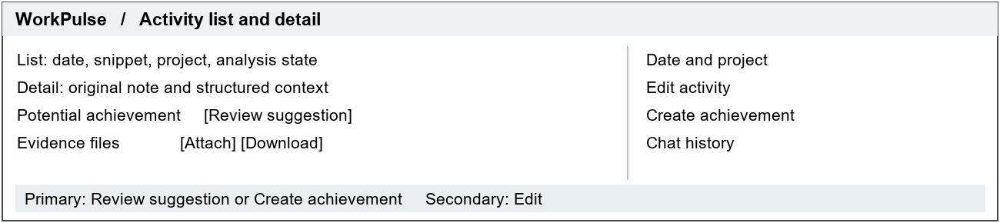 WorkPulse / Activity list and detail
List: date, snippet, project, analysis state
Detail: original note and structured context
Potential achievement [Review suggestion]
Evidence files [Attach] [Download]
Date and project
Edit activity
Create achievement
Chat history
Primary: Review suggestion or Create achievement Secondary: Edit